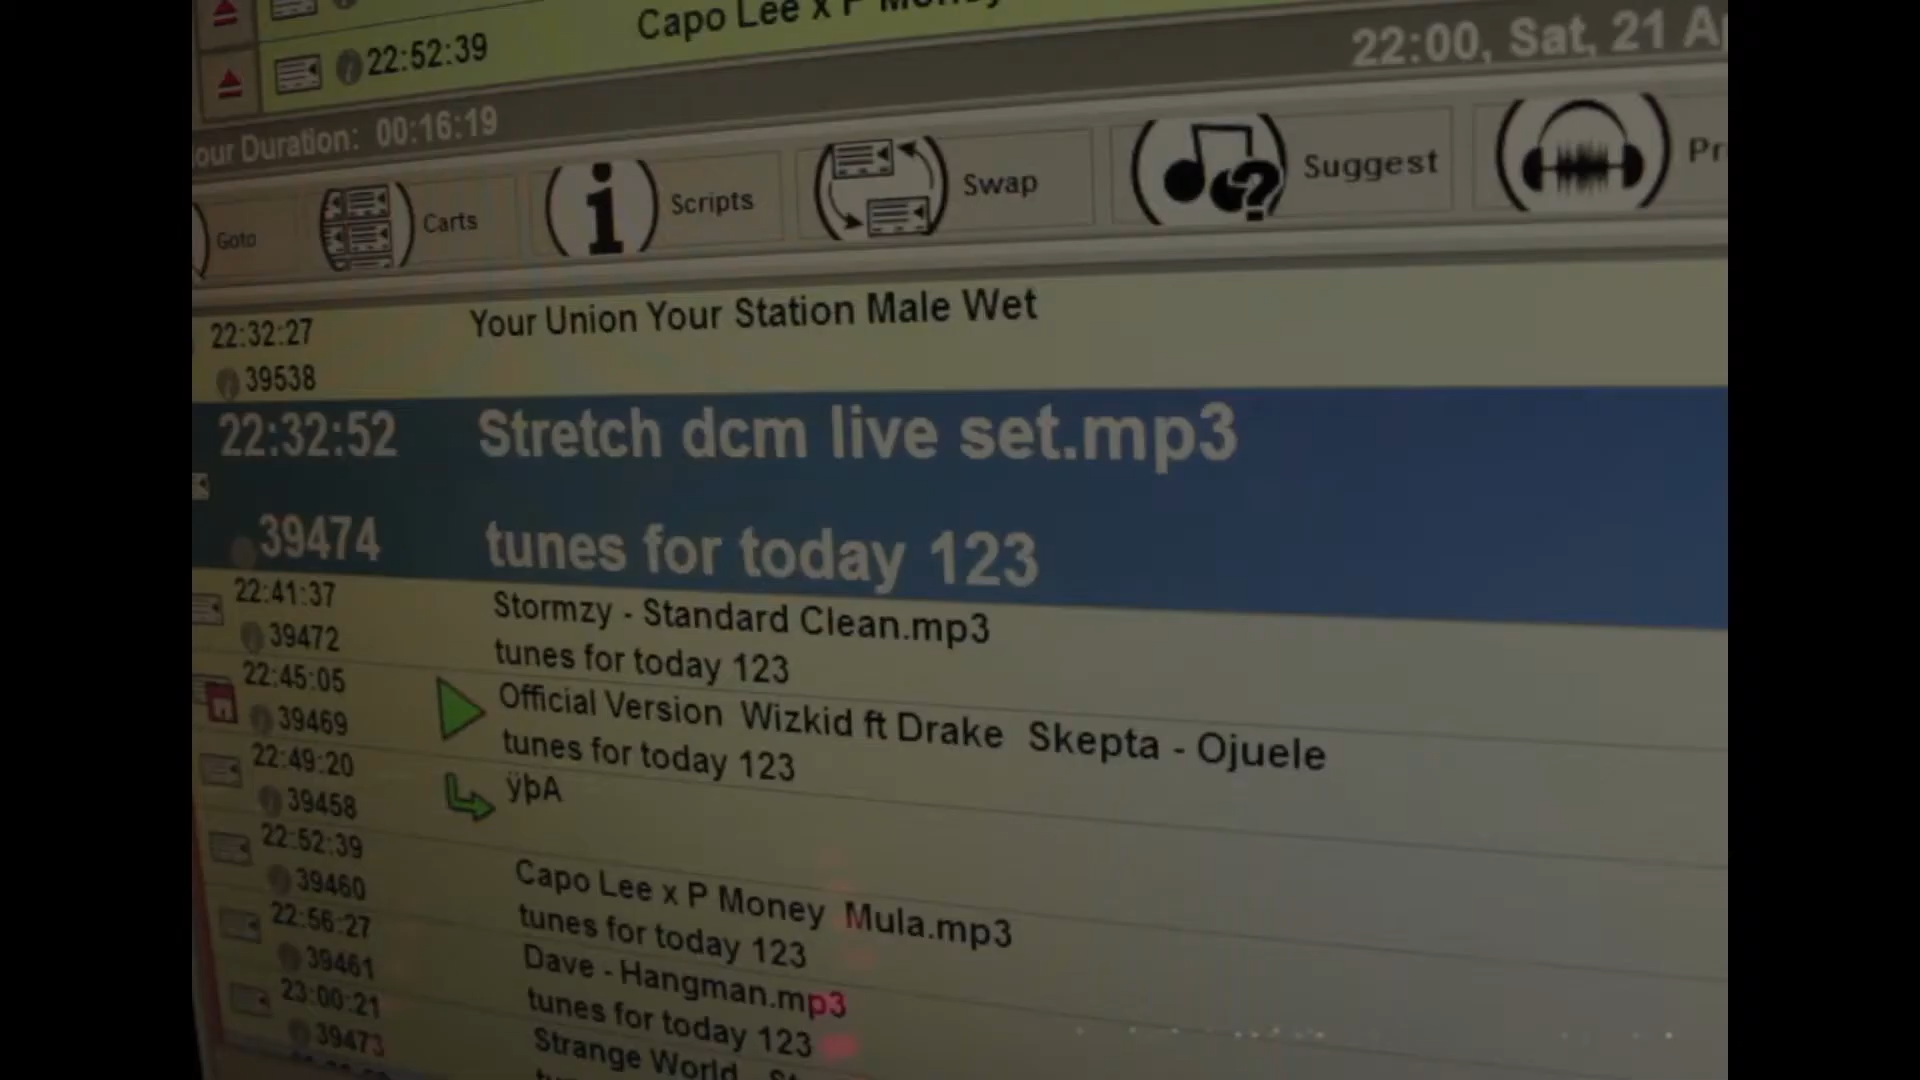 22:52:39 Capo Lee x P Money
22:00, Sat, 21
our Duration: 00:16:19
Goto Carts Scripts Swap Suggest
22:32:27 Your Union Your Station Male Wet
39538
22:32:52 Stretch dcm live set.mp3
39474 tunes for today 123
22:41:37 Stormzy - Standard Clean.mp3
39472 tunes for today 123
22:45:05 Official Version Wizkid ft Drake Skepta - Ojuele
39469 tunes for today 123
22:49:20 ÿþA
39458
22:52:39 Capo Lee x P Money Mula.mp3
39460 tunes for today 123
22:56:27 Dave - Hangman.mp3
39461 tunes for today 123
23:00:21 Strange World -
39473